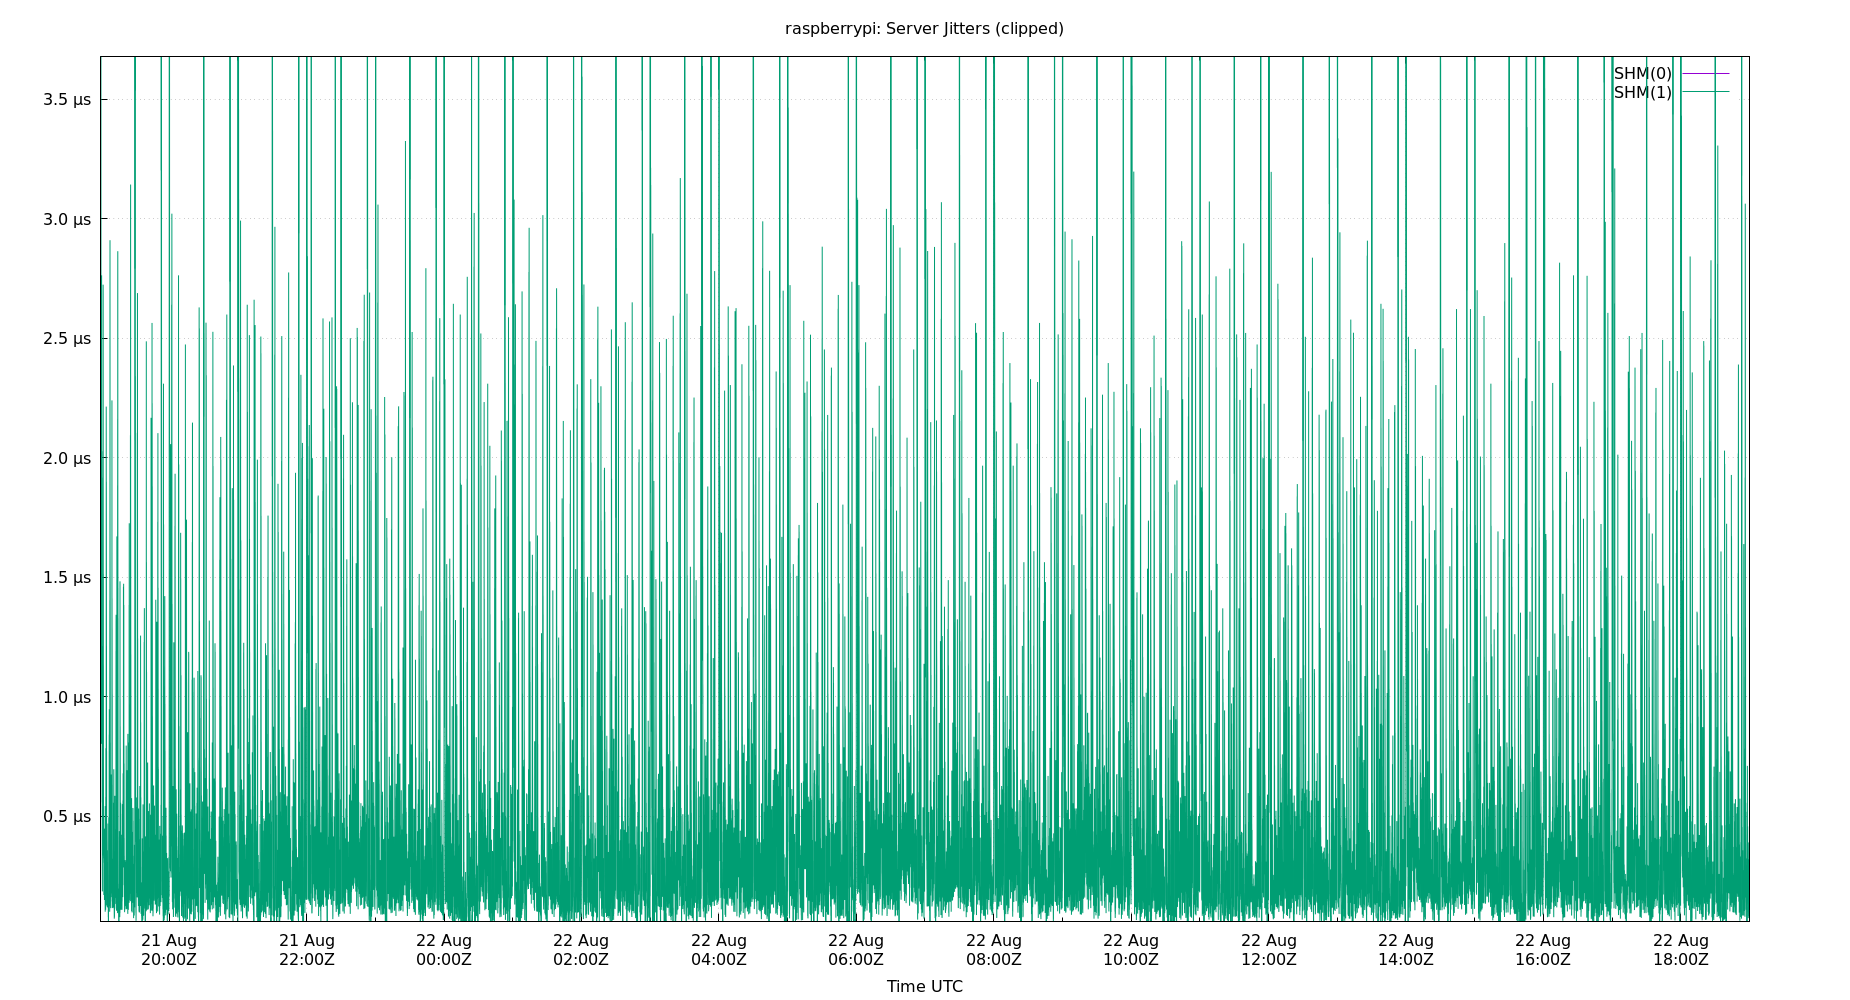 raspberrypi: Server Jitters (clipped)
SHM(0)
SHM(1)
3.5 µs
3.0 µs
2.5 µs
2.0 µs
1.5 µs
1.0 µs
0.5 µs
21 Aug 21 Aug 22 Aug 22 Aug 22 Aug 22 Aug 22 Aug 22 Aug 22 Aug 22 Aug 22 Aug 22 Aug
20:00Z 22:00Z 00:00Z 02:00Z 04:00Z 06:00Z 08:00Z 10:00Z 12:00Z 14:00Z 16:00Z 18:00Z
Time UTC